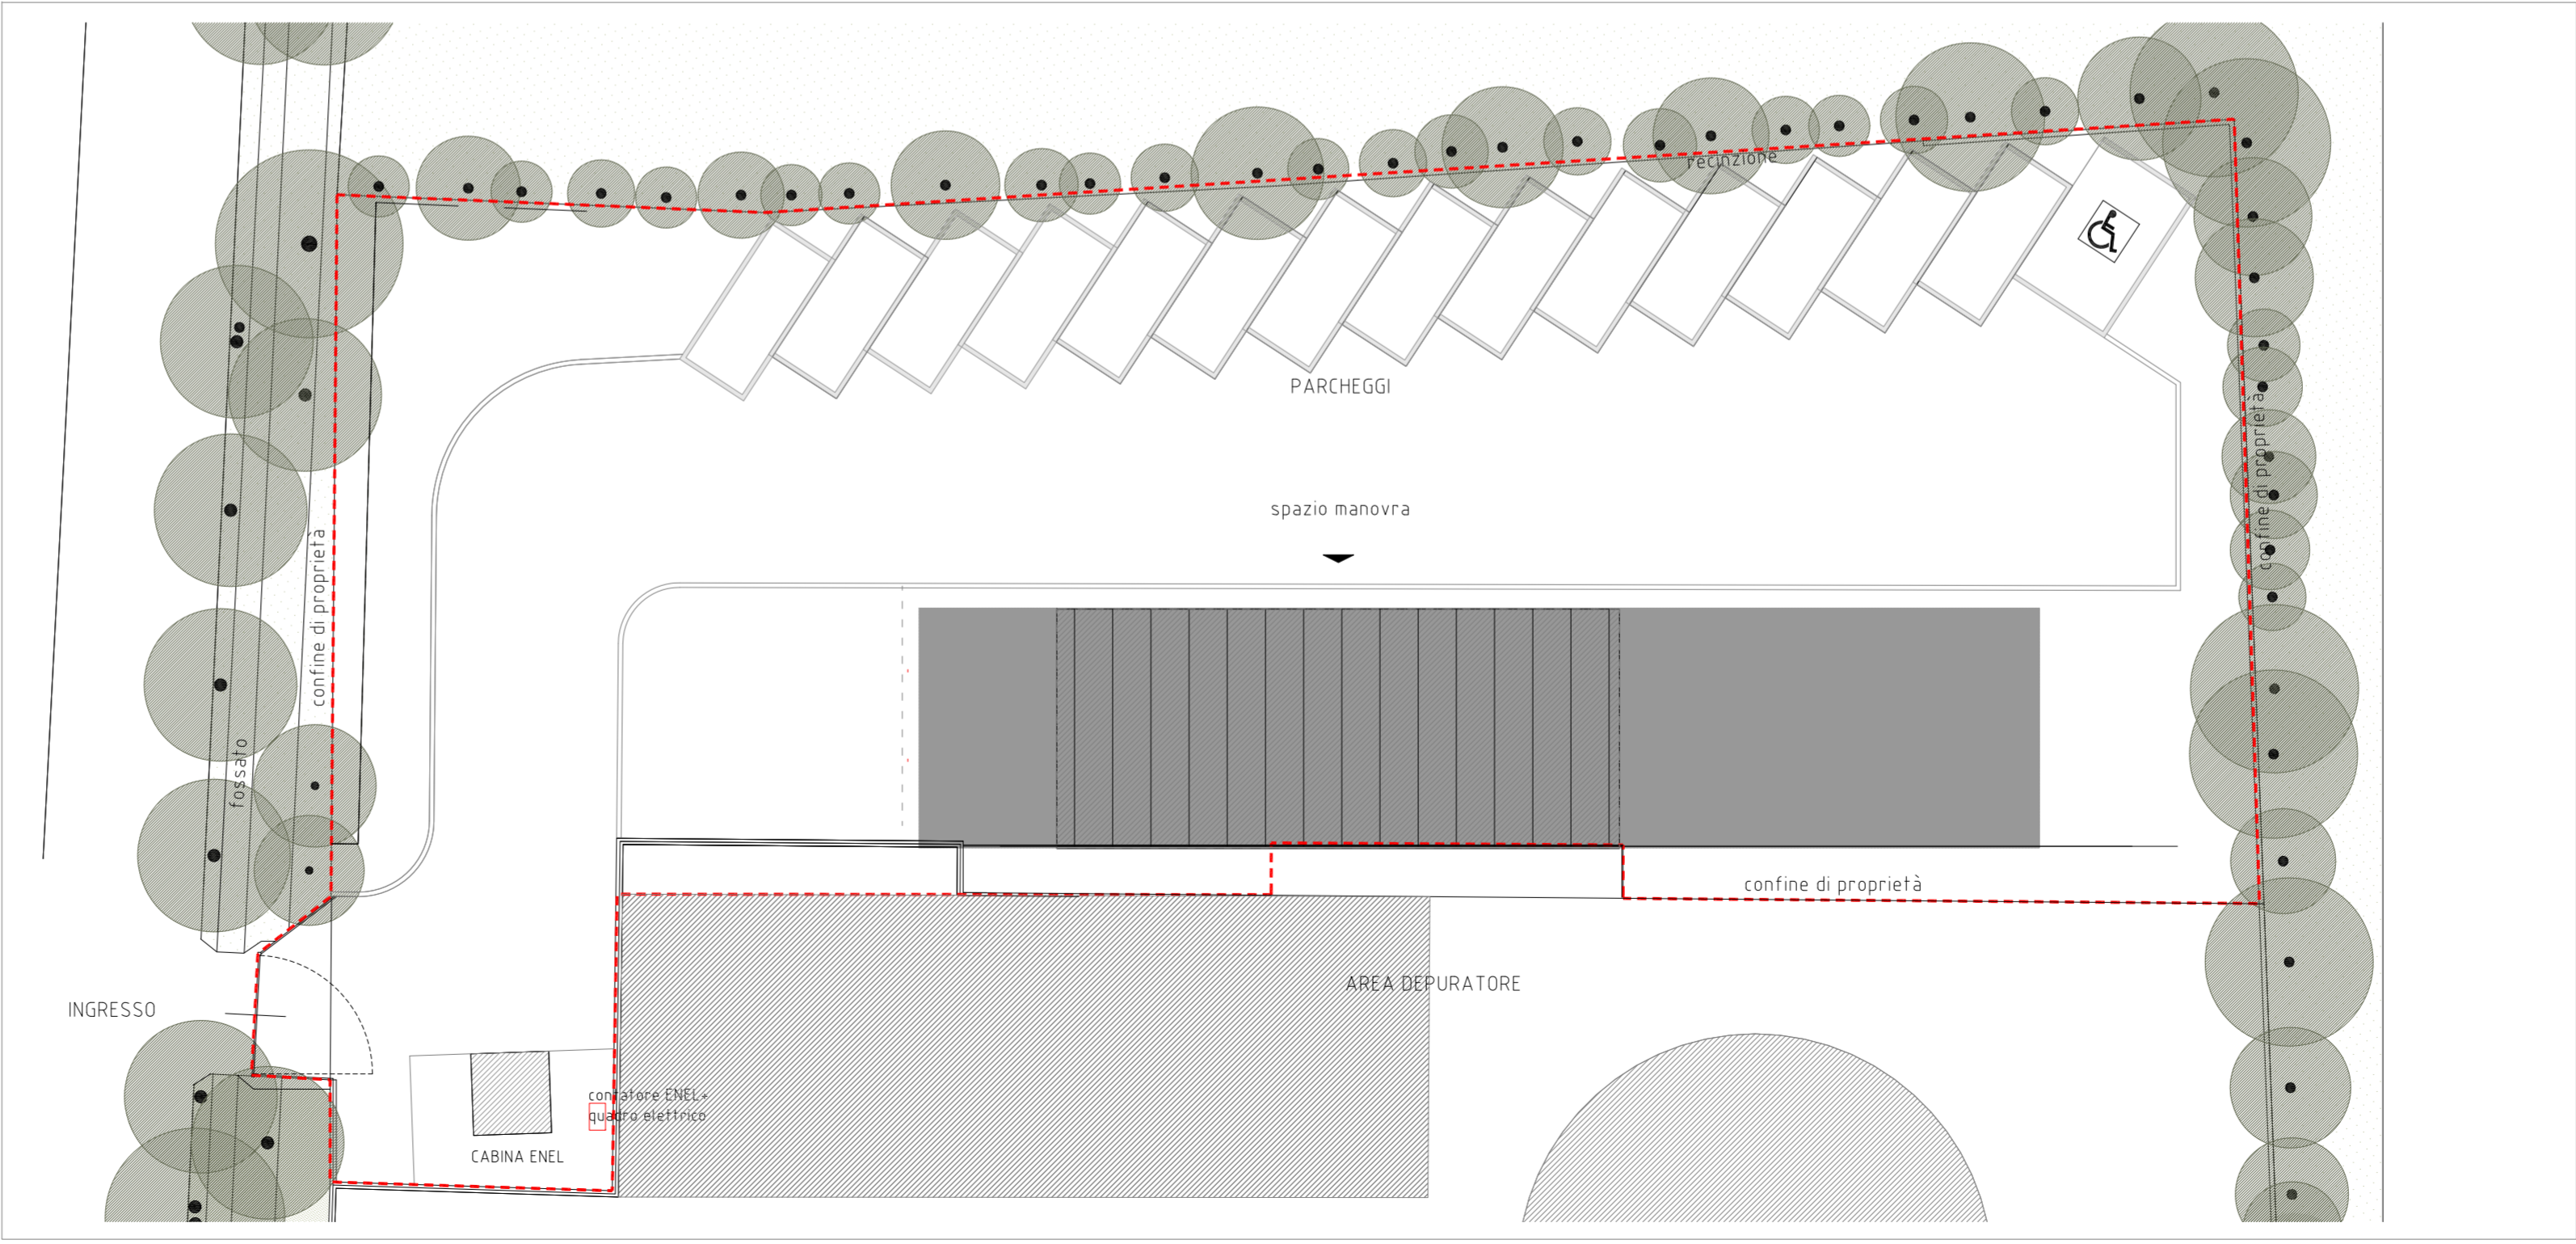 recinzione
PARCHEGGI
spazio manovra
confine di proprietà
confine di proprietà
fossato
confine di proprietà
AREA DEPURATORE
INGRESSO
contatore ENEL+
quadro elettrico
CABINA ENEL